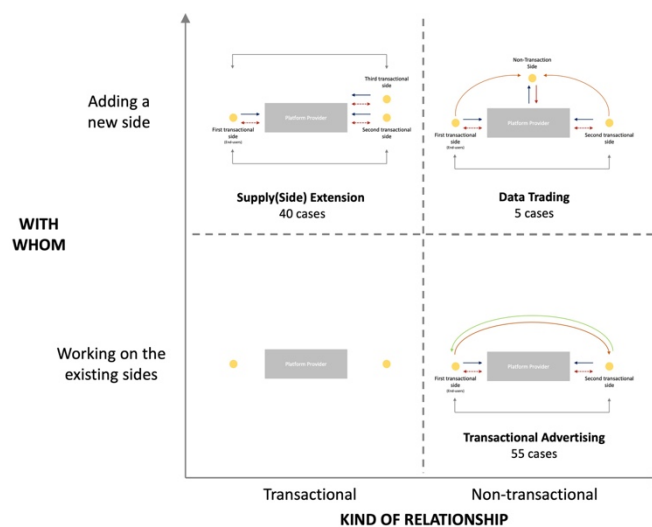 Adding a
new side
WITH
WHOM
Working on the
existing sides
Third transactional
side
Platform Provider
First transactional
side
(End users)
Second transactional
side
Supply(Side) Extension
40 cases
Non-Transaction
Side
Platform Provider
First transactional
side
(End users)
Second transactional
side
Data Trading
5 cases
Platform Provider
Platform Provider
First transactional
side
(End users)
Second transactional
side
Transactional Advertising
55 cases
Transactional
Non-transactional
KIND OF RELATIONSHIP